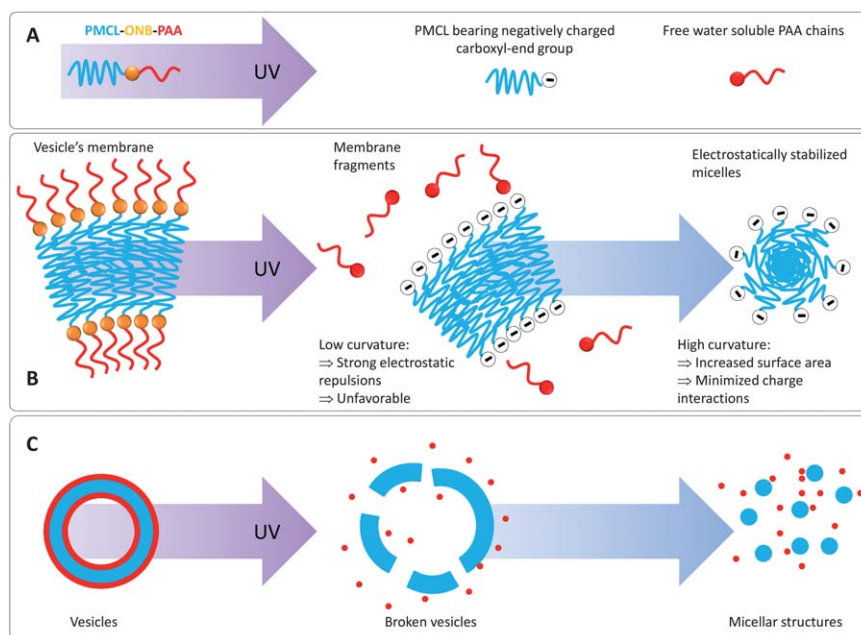 A
PMCL-ONB-PAA
UV
PMCL bearing negatively charged
carboxyl-end group
Free water soluble PAA chains
B
Vesicle's membrane
UV
Membrane
fragments
Low curvature:
⇒ Strong electrostatic
repulsions
⇒ Unfavorable
Electrostatically stabilized
micelles
High curvature:
⇒ Increased surface area
⇒ Minimized charge
interactions
C
UV
Vesicles
Broken vesicles
Micellar structures